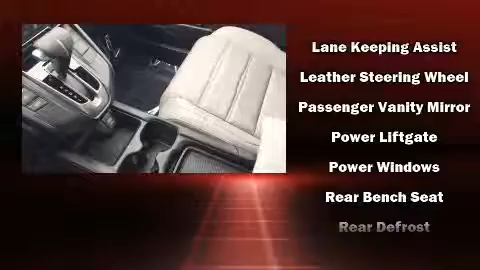 Lane Keeping Assist
Leather Steering Wheel
Passenger Vanity Mirror
Power Liftgate
Power Windows
Rear Bench Seat
Rear Defrost